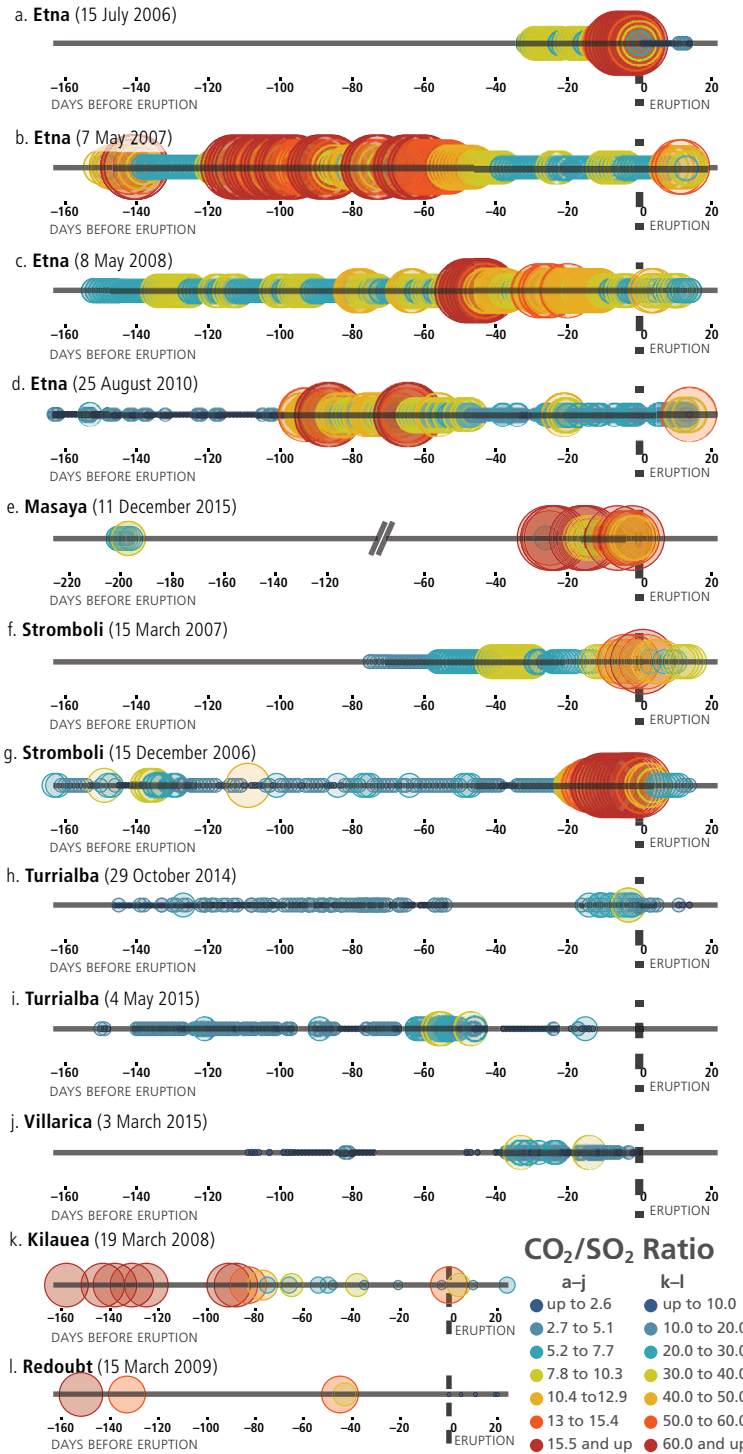 a. Etna (15 July 2006)
−160 −140 −120 −100 −80 −60 −40 −20 0 20
DAYS BEFORE ERUPTION ERUPTION
b. Etna (7 May 2007)
−160 −140 −120 −100 −80 −60 −40 −20 0 20
DAYS BEFORE ERUPTION ERUPTION
c. Etna (8 May 2008)
−160 −140 −120 −100 −80 −60 −40 −20 0 20
DAYS BEFORE ERUPTION ERUPTION
d. Etna (25 August 2010)
−160 −140 −120 −100 −80 −60 −40 −20 0 20
DAYS BEFORE ERUPTION ERUPTION
e. Masaya (11 December 2015)
−220 −200 −180 −160 −140 −120 −60 −40 −20 0 20
DAYS BEFORE ERUPTION ERUPTION
f. Stromboli (15 March 2007)
−160 −140 −120 −100 −80 −60 −40 −20 0 20
DAYS BEFORE ERUPTION ERUPTION
g. Stromboli (15 December 2006)
−160 −140 −120 −100 −80 −60 −40 −20 0 20
DAYS BEFORE ERUPTION ERUPTION
h. Turrialba (29 October 2014)
−160 −140 −120 −100 −80 −60 −40 −20 0 20
DAYS BEFORE ERUPTION ERUPTION
i. Turrialba (4 May 2015)
−160 −140 −120 −100 −80 −60 −40 −20 0 20
DAYS BEFORE ERUPTION ERUPTION
j. Villarica (3 March 2015)
−160 −140 −120 −100 −80 −60 −40 −20 0 20
DAYS BEFORE ERUPTION ERUPTION
k. Kilauea (19 March 2008)
−160 −140 −120 −100 −80 −60 −40 −20 0 20
DAYS BEFORE ERUPTION ERUPTION
l. Redoubt (15 March 2009)
−160 −140 −120 −100 −80 −60 −40 −20 0 20
DAYS BEFORE ERUPTION ERUPTION
CO₂/SO₂ Ratio
a–j k–l
up to 2.6 up to 10.0
2.7 to 5.1 10.0 to 20.0
5.2 to 7.7 20.0 to 30.0
7.8 to 10.3 30.0 to 40.0
10.4 to12.9 40.0 to 50.0
13 to 15.4 50.0 to 60.0
15.5 and up 60.0 and up